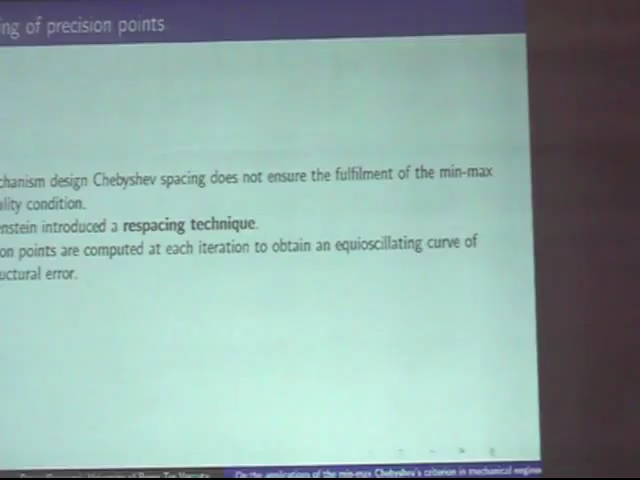 ing of precision points
chanism design Chebyshev spacing does not ensure the fulfilment of the min-max
ality condition.
enstein introduced a respacing technique.
on points are computed at each iteration to obtain an equioscillating curve of
uctural error.
On the applications of the min-max Chebyshev's criterion in mechanical engine